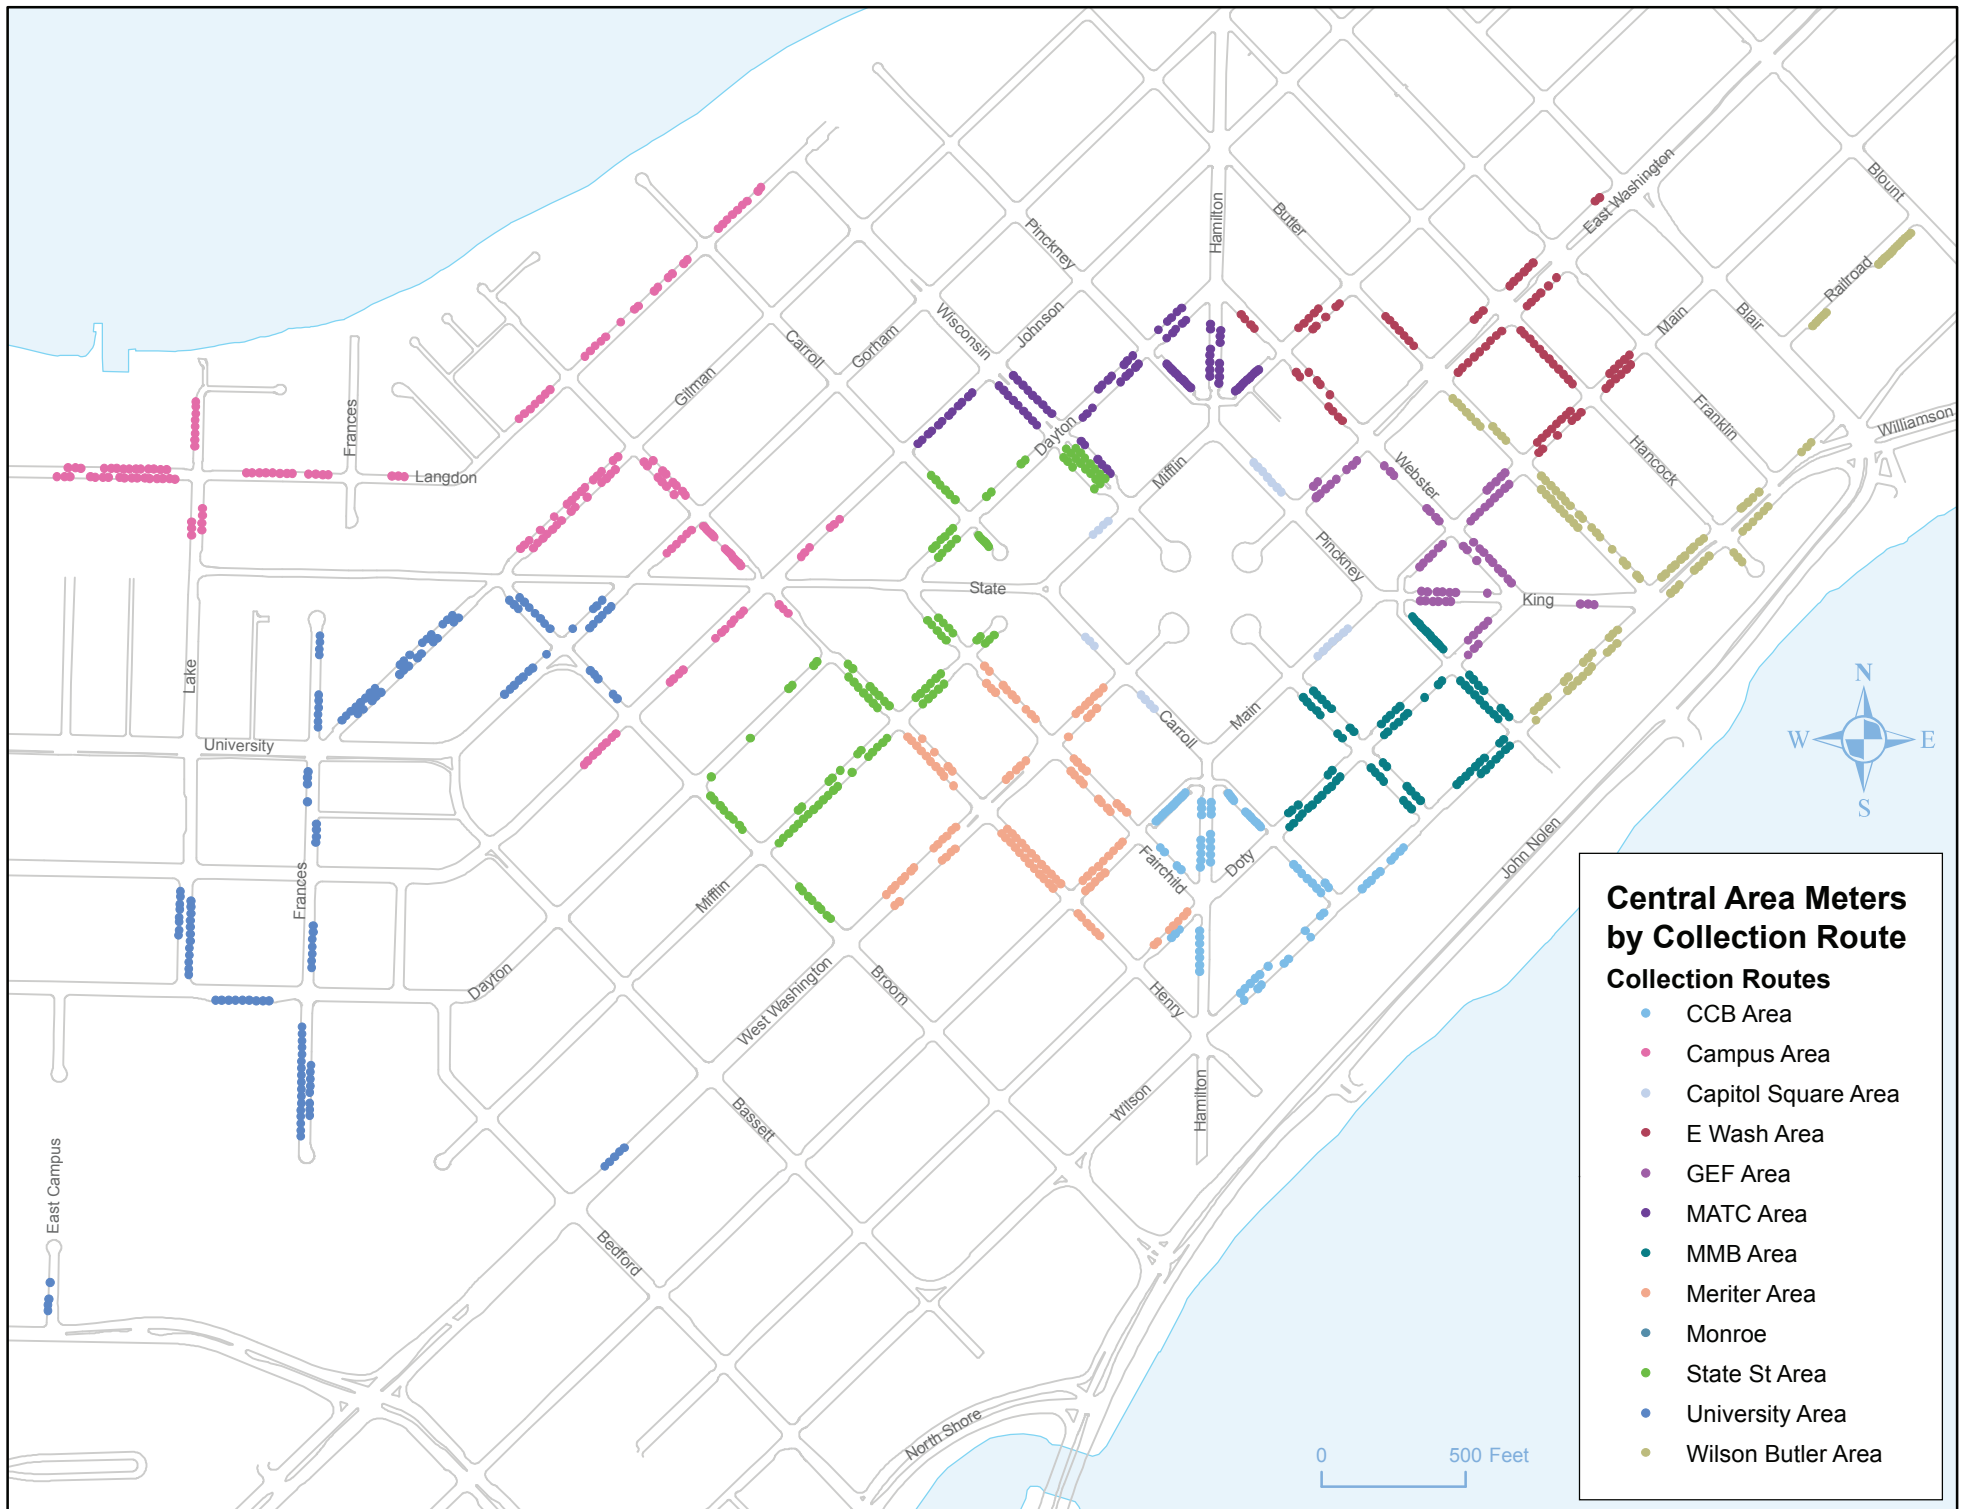 Blount
East Washington
Hamilton
Butler
Pinckney
Railroad
Main
Blair
Wisconsin
Johnson
Carroll
Gorham
Gilman
Frances
Langdon
Dayton
Mifflin
Webster
Franklin
Hancock
Williamson
Pinckney
State
King
Lake
University
Carroll
Main
N
W
E
S
John Nolen
Fairchild
Doty
Frances
Mifflin
Dayton
West Washington
Broom
Henry
Wilson
Hamilton
Bassett
East Campus
Bedford
North Shore
0 500 Feet
Central Area Meters
by Collection Route
Collection Routes
CCB Area
Campus Area
Capitol Square Area
E Wash Area
GEF Area
MATC Area
MMB Area
Meriter Area
Monroe
State St Area
University Area
Wilson Butler Area